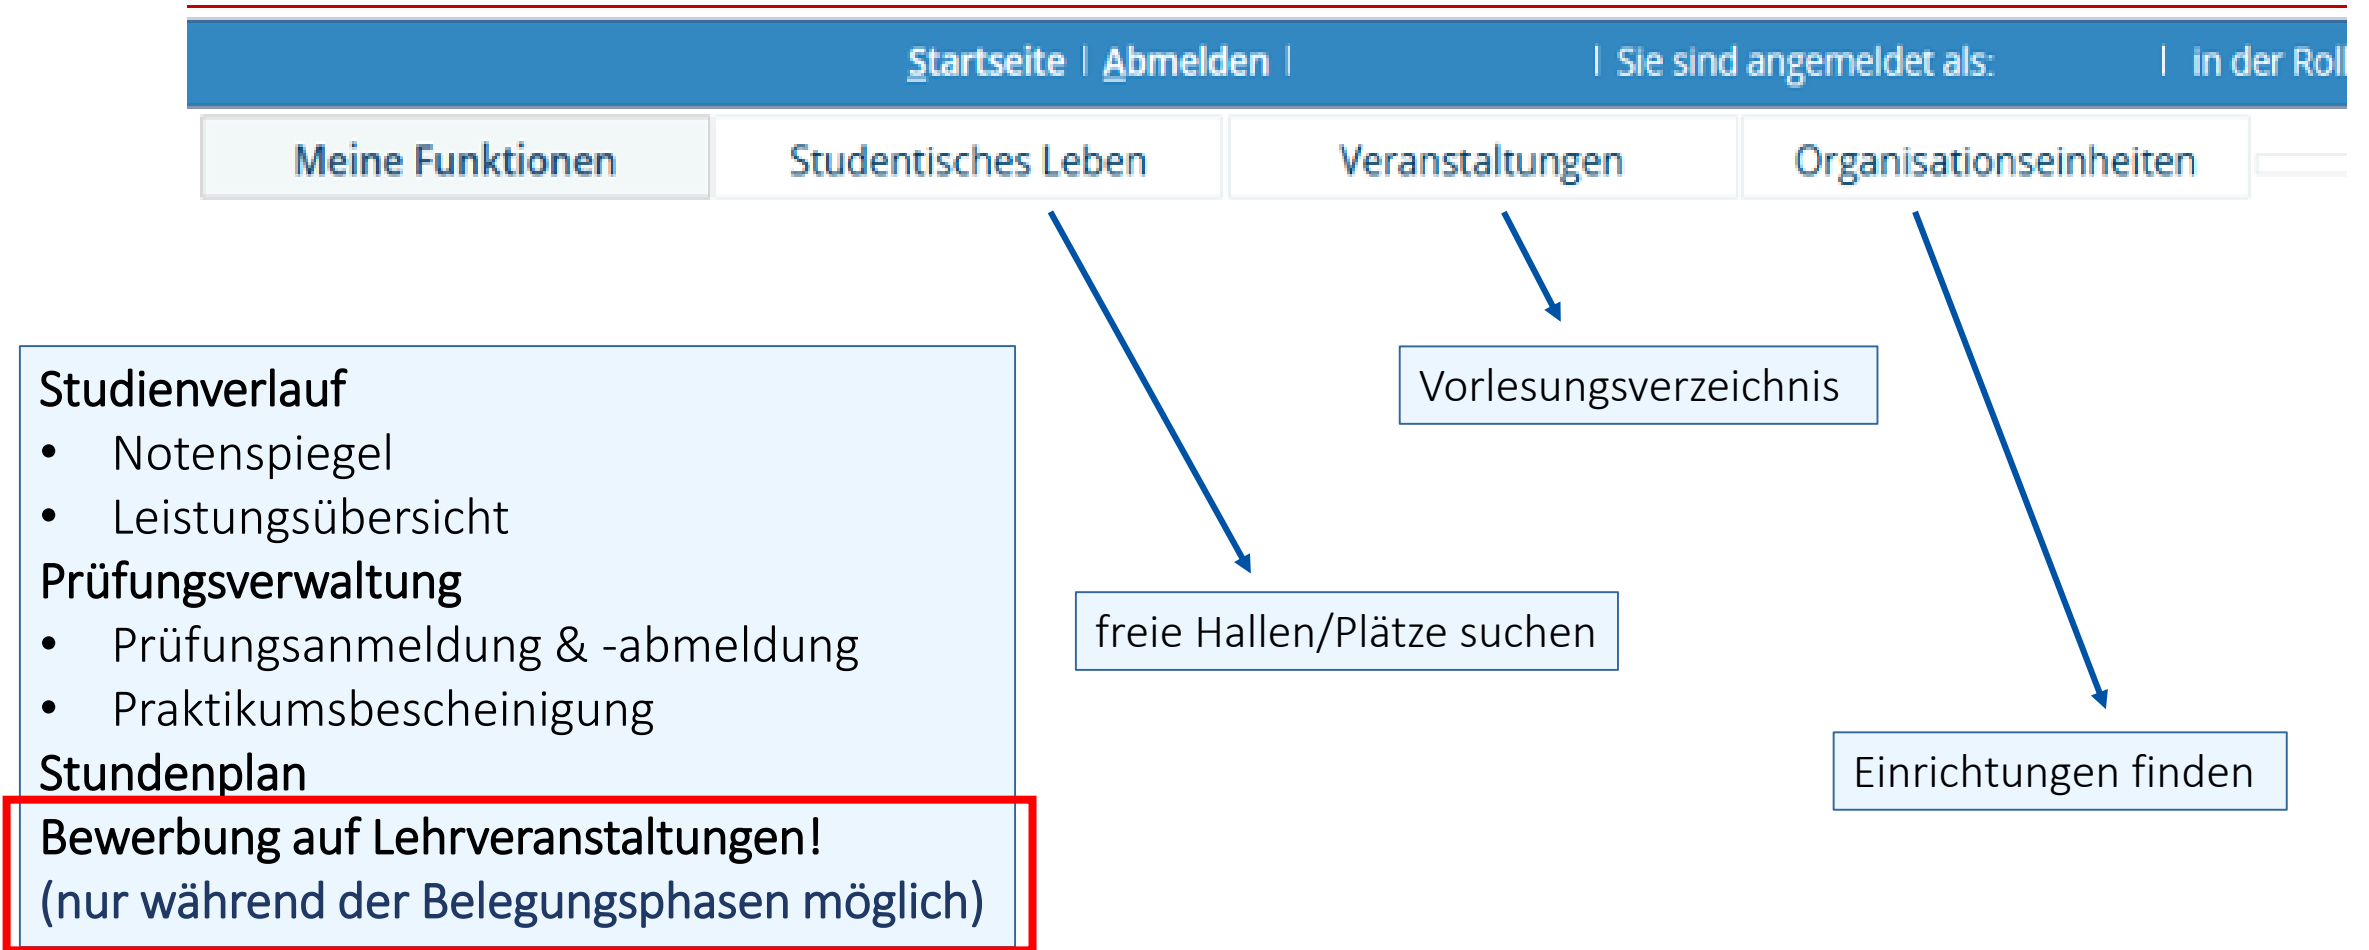 Startseite | Abmelden | | Sie sind angemeldet als: | in der Roll
Meine Funktionen Studentisches Leben Veranstaltungen Organisationseinheiten
Studienverlauf
• Notenspiegel
• Leistungsübersicht
Prüfungsverwaltung
• Prüfungsanmeldung & -abmeldung
• Praktikumsbescheinigung
Stundenplan
Bewerbung auf Lehrveranstaltungen!
(nur während der Belegungsphasen möglich)
Vorlesungsverzeichnis
freie Hallen/Plätze suchen
Einrichtungen finden